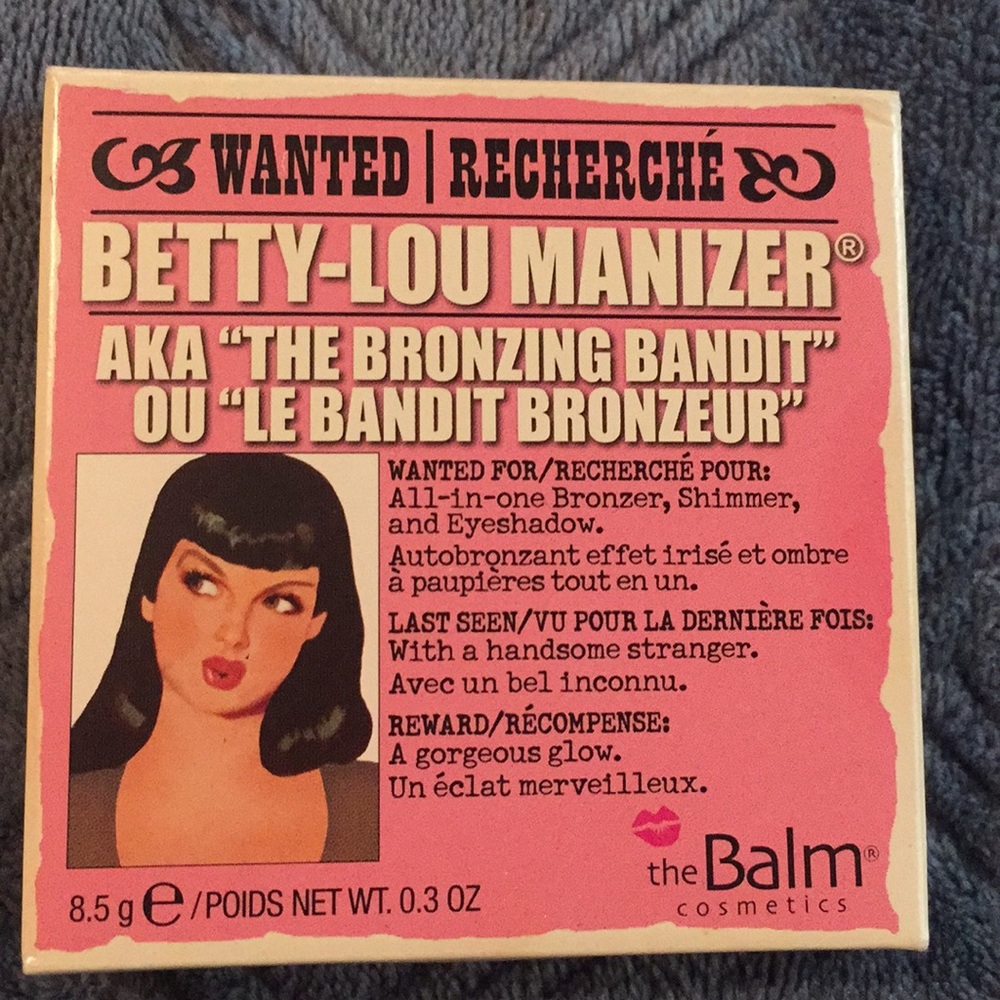 WANTED | RECHERCHÉ
BETTY-LOU MANIZER®
AKA "THE BRONZING BANDIT"
OU "LE BANDIT BRONZEUR"
WANTED FOR/RECHERCHÉ POUR:
All-in-one Bronzer, Shimmer,
and Eyeshadow.
Autobronzant effet irisé et ombre
à paupières tout en un.
LAST SEEN/VU POUR LA DERNIÈRE FOIS:
With a handsome stranger.
Avec un bel inconnu.
REWARD/RÉCOMPENSE:
A gorgeous glow.
Un éclat merveilleux.
the Balm®
cosmetics
8.5 g ℮ / POIDS NET WT. 0.3 OZ